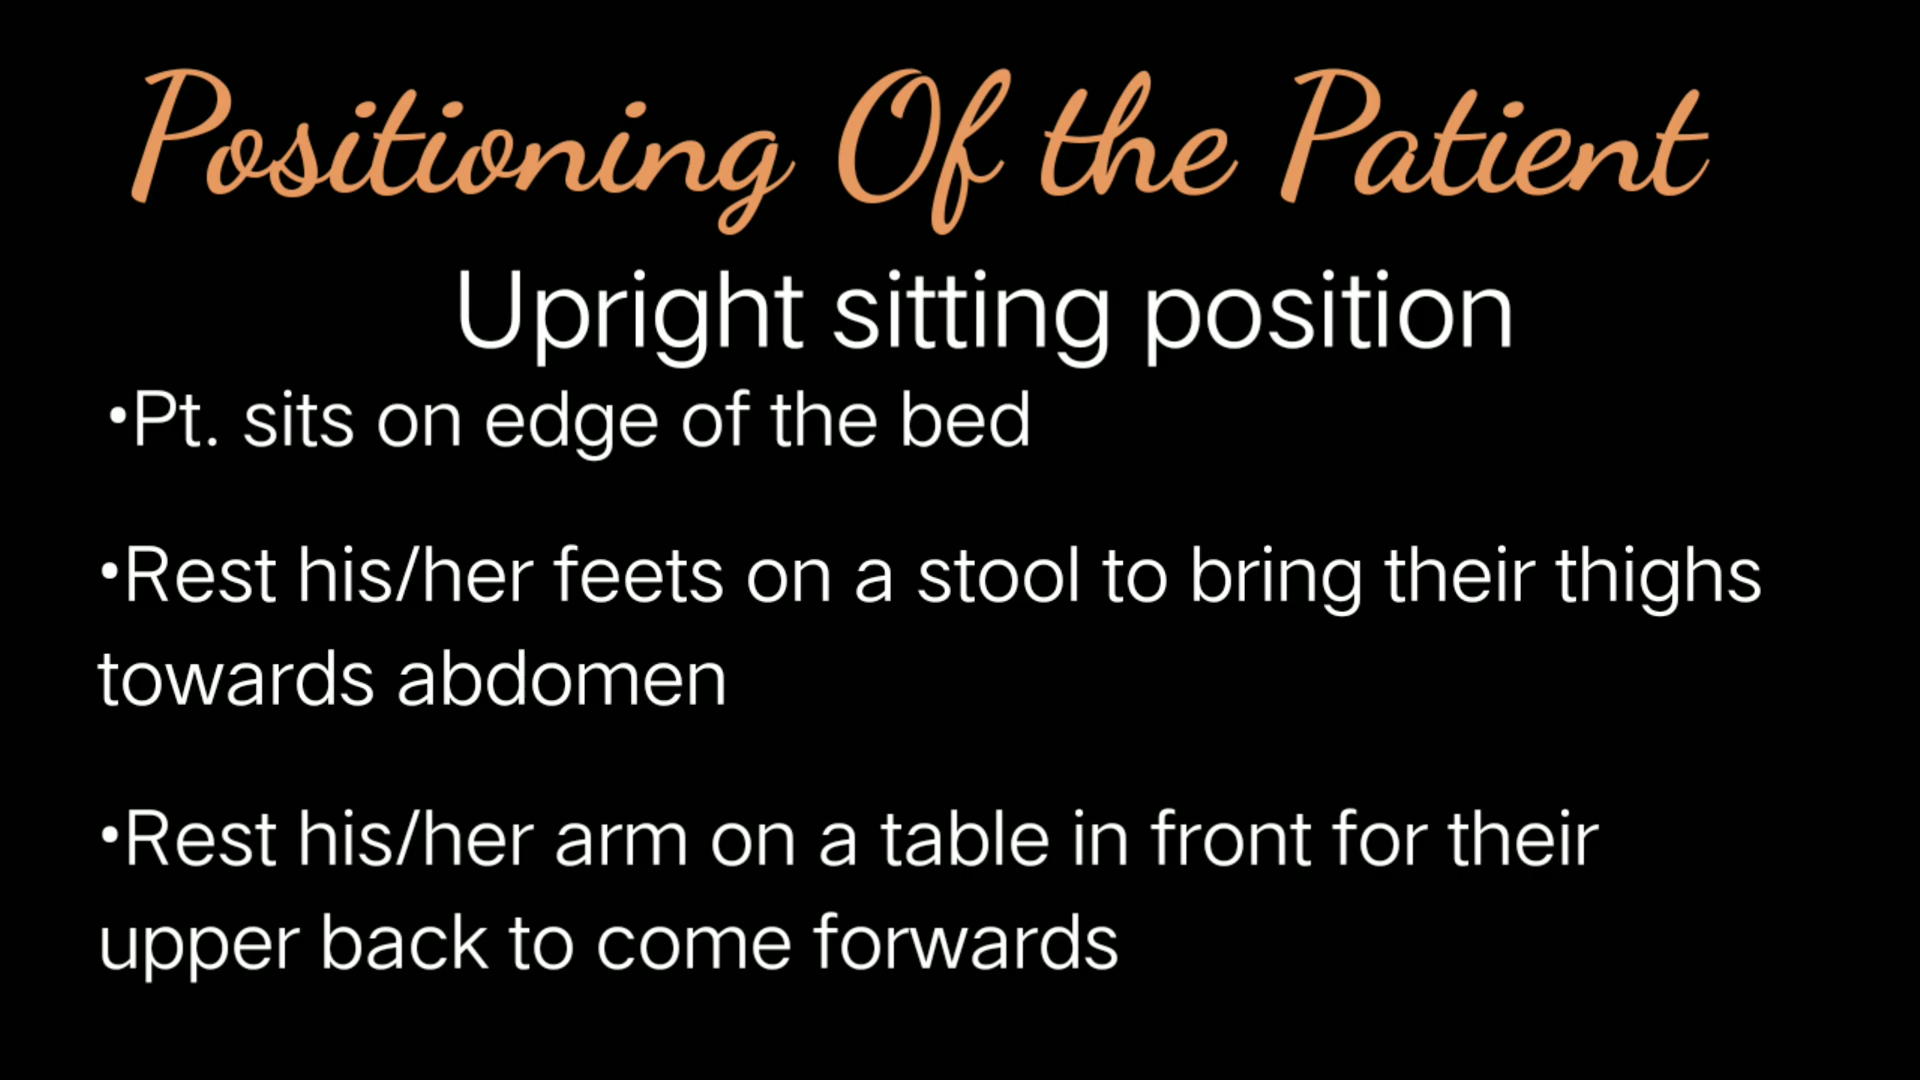 Positioning Of the Patient
Upright sitting position
•Pt. sits on edge of the bed
•Rest his/her feets on a stool to bring their thighs
towards abdomen
•Rest his/her arm on a table in front for their
upper back to come forwards